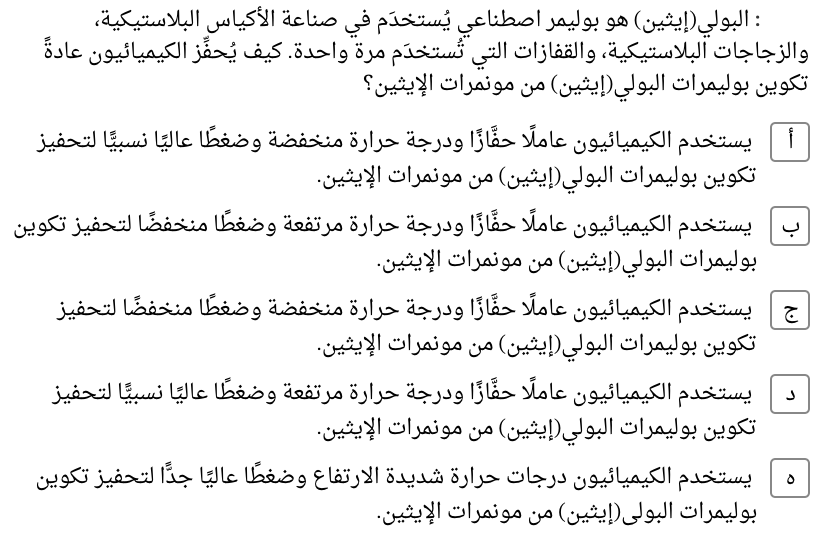 : البولي(إيثين) هو بوليمر اصطناعي يُستخدَم في صناعة الأكياس البلاستيكية،
والزجاجات البلاستيكية، والقفازات التي تُستخدَم مرة واحدة. كيف يُحفِّز الكيميائيون عادةً
تكوين بوليمرات البولي(إيثين) من مونمرات الإيثين؟
أ يستخدم الكيميائيون عاملًا حفَّازًا ودرجة حرارة منخفضة وضغطًا عاليًا نسبيًّا لتحفيز
تكوين بوليمرات البولي(إيثين) من مونمرات الإيثين.
ب يستخدم الكيميائيون عاملًا حفَّازًا ودرجة حرارة مرتفعة وضغطًا منخفضًا لتحفيز تكوين
بوليمرات البولي(إيثين) من مونمرات الإيثين.
ج يستخدم الكيميائيون عاملًا حفَّازًا ودرجة حرارة منخفضة وضغطًا منخفضًا لتحفيز
تكوين بوليمرات البولي(إيثين) من مونمرات الإيثين.
د يستخدم الكيميائيون عاملًا حفَّازًا ودرجة حرارة مرتفعة وضغطًا عاليًا نسبيًّا لتحفيز
تكوين بوليمرات البولي(إيثين) من مونمرات الإيثين.
ه يستخدم الكيميائيون درجات حرارة شديدة الارتفاع وضغطًا عاليًا جدًّا لتحفيز تكوين
بوليمرات البولي(إيثين) من مونمرات الإيثين.